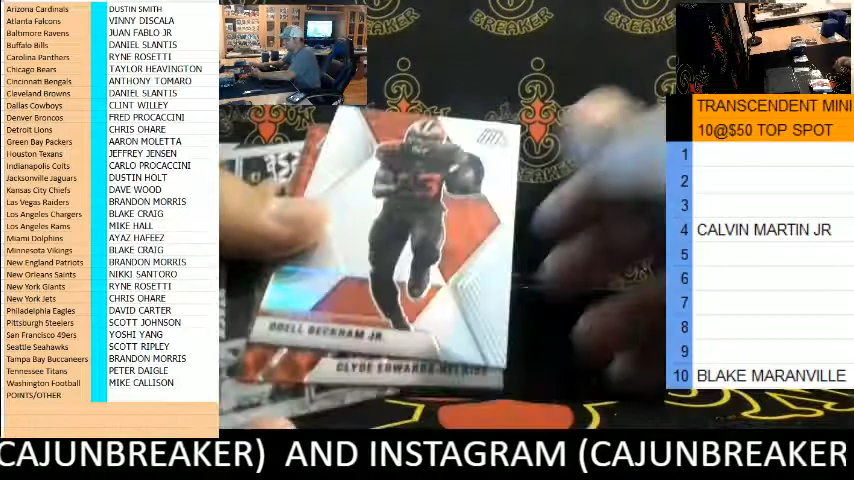 Arizona Cardinals DUSTIN SMITH
Atlanta Falcons VINNY DISCALA
Baltimore Ravens JUAN FABLO JR
Buffalo Bills DANIEL SLANTIS
Carolina Panthers RYNE ROSETTI
Chicago Bears TAYLOR HEAVINGTON
Cincinnati Bengals ANTHONY TOMARO
Cleveland Browns DANIEL SLANTIS
Dallas Cowboys CLINT WILLEY
Denver Broncos FRED PROCACCINI
Detroit Lions CHRIS OHARE
Green Bay Packers AARON MOLETTA
Houston Texans JEFFREY JENSEN
Indianapolis Colts CARLO PROCACCINI
Jacksonville Jaguars DUSTIN HOLT
Kansas City Chiefs DAVE WOOD
Las Vegas Raiders BRANDON MORRIS
Los Angeles Chargers BLAKE CRAIG
Los Angeles Rams MIKE HALL
Miami Dolphins AYAZ HAFEEZ
Minnesota Vikings BLAKE CRAIG
New England Patriots BRANDON MORRIS
New Orleans Saints NIKKI SANTORO
New York Giants RYNE ROSETTI
New York Jets CHRIS OHARE
Philadelphia Eagles DAVID CARTER
Pittsburgh Steelers SCOTT JOHNSON
San Francisco 49ers YOSHI YANG
Seattle Seahawks SCOTT RIPLEY
Tampa Bay Buccaneers BRANDON MORRIS
Tennessee Titans PETER DAIGLE
Washington Football MIKE CALLISON
POINTS/OTHER
BREAKER
BREAKER
BREAKER
BREAKER
ODELL BECKHAM JR.
CLYDE EDWARDS-HELAIRE
TRANSCENDENT MINI
10@$50 TOP SPOT
1
2
3
4 CALVIN MARTIN JR
5
6
7
8
9
10 BLAKE MARANVILLE
CAJUNBREAKER) AND INSTAGRAM (CAJUNBREAKER